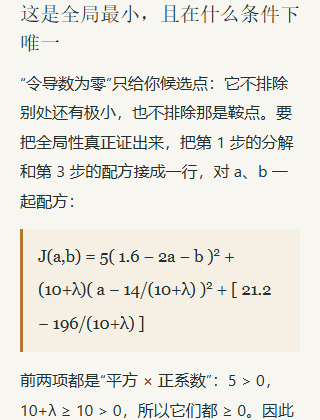 这是全局最小，且在什么条件下
唯一
“令导数为零”只给你候选点：它不排除
别处还有极小，也不排除那是鞍点。要
把全局性真正证出来，把第 1 步的分解
和第 3 步的配方接成一行，对 a、b 一
起配方：
J(a,b) = 5( 1.6 − 2a − b )² +
(10+λ)( a − 14/(10+λ) )² + [ 21.2
− 196/(10+λ) ]
前两项都是“平方 × 正系数”：5 > 0，
10+λ ≥ 10 > 0，所以它们都 ≥ 0。因此